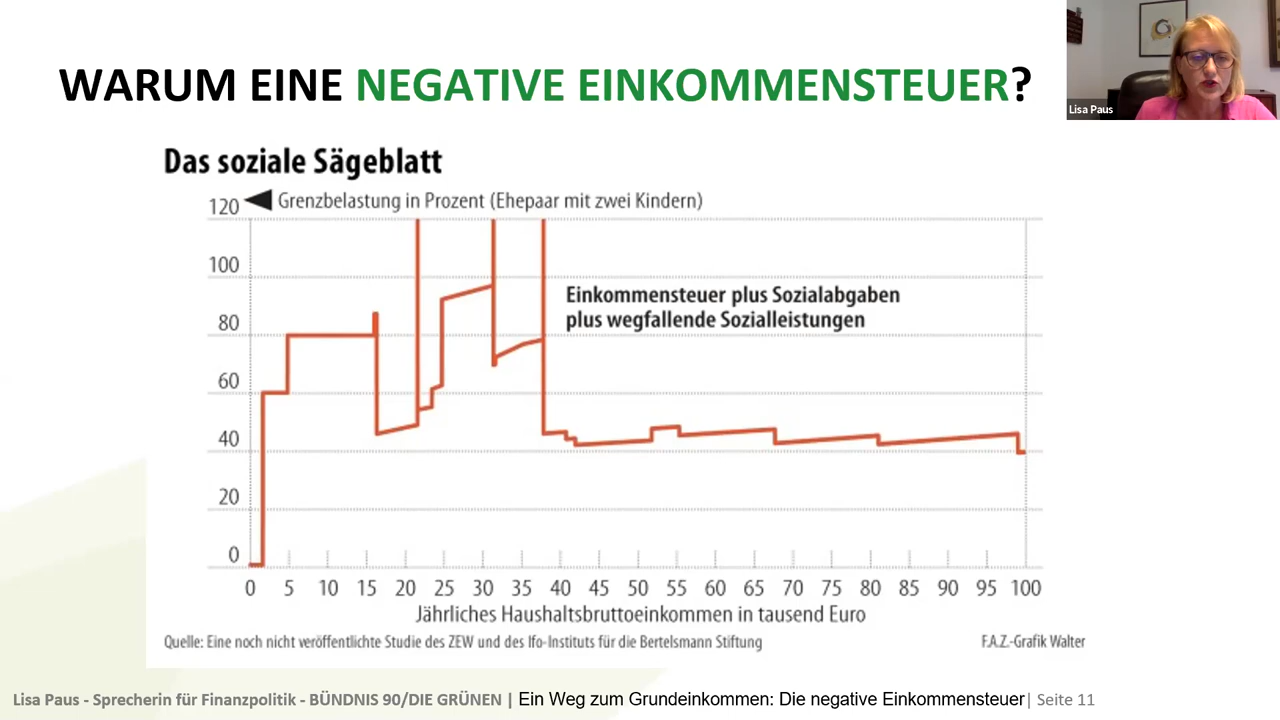 WARUM EINE NEGATIVE EINKOMMENSTEUER?
Lisa Paus
Das soziale Sägeblatt
Grenzbelastung in Prozent (Ehepaar mit zwei Kindern)
120
100
80
60
40
20
0
Einkommensteuer plus Sozialabgaben
plus wegfallende Sozialleistungen
0 5 10 15 20 25 30 35 40 45 50 55 60 65 70 75 80 85 90 95 100
Jährliches Haushaltsbruttoeinkommen in tausend Euro
Quelle: Eine noch nicht veröffentlichte Studie des ZEW und des Ifo-Instituts für die Bertelsmann Stiftung F.A.Z.-Grafik Walter
Lisa Paus - Sprecherin für Finanzpolitik - BÜNDNIS 90/DIE GRÜNEN | Ein Weg zum Grundeinkommen: Die negative Einkommensteuer | Seite 11